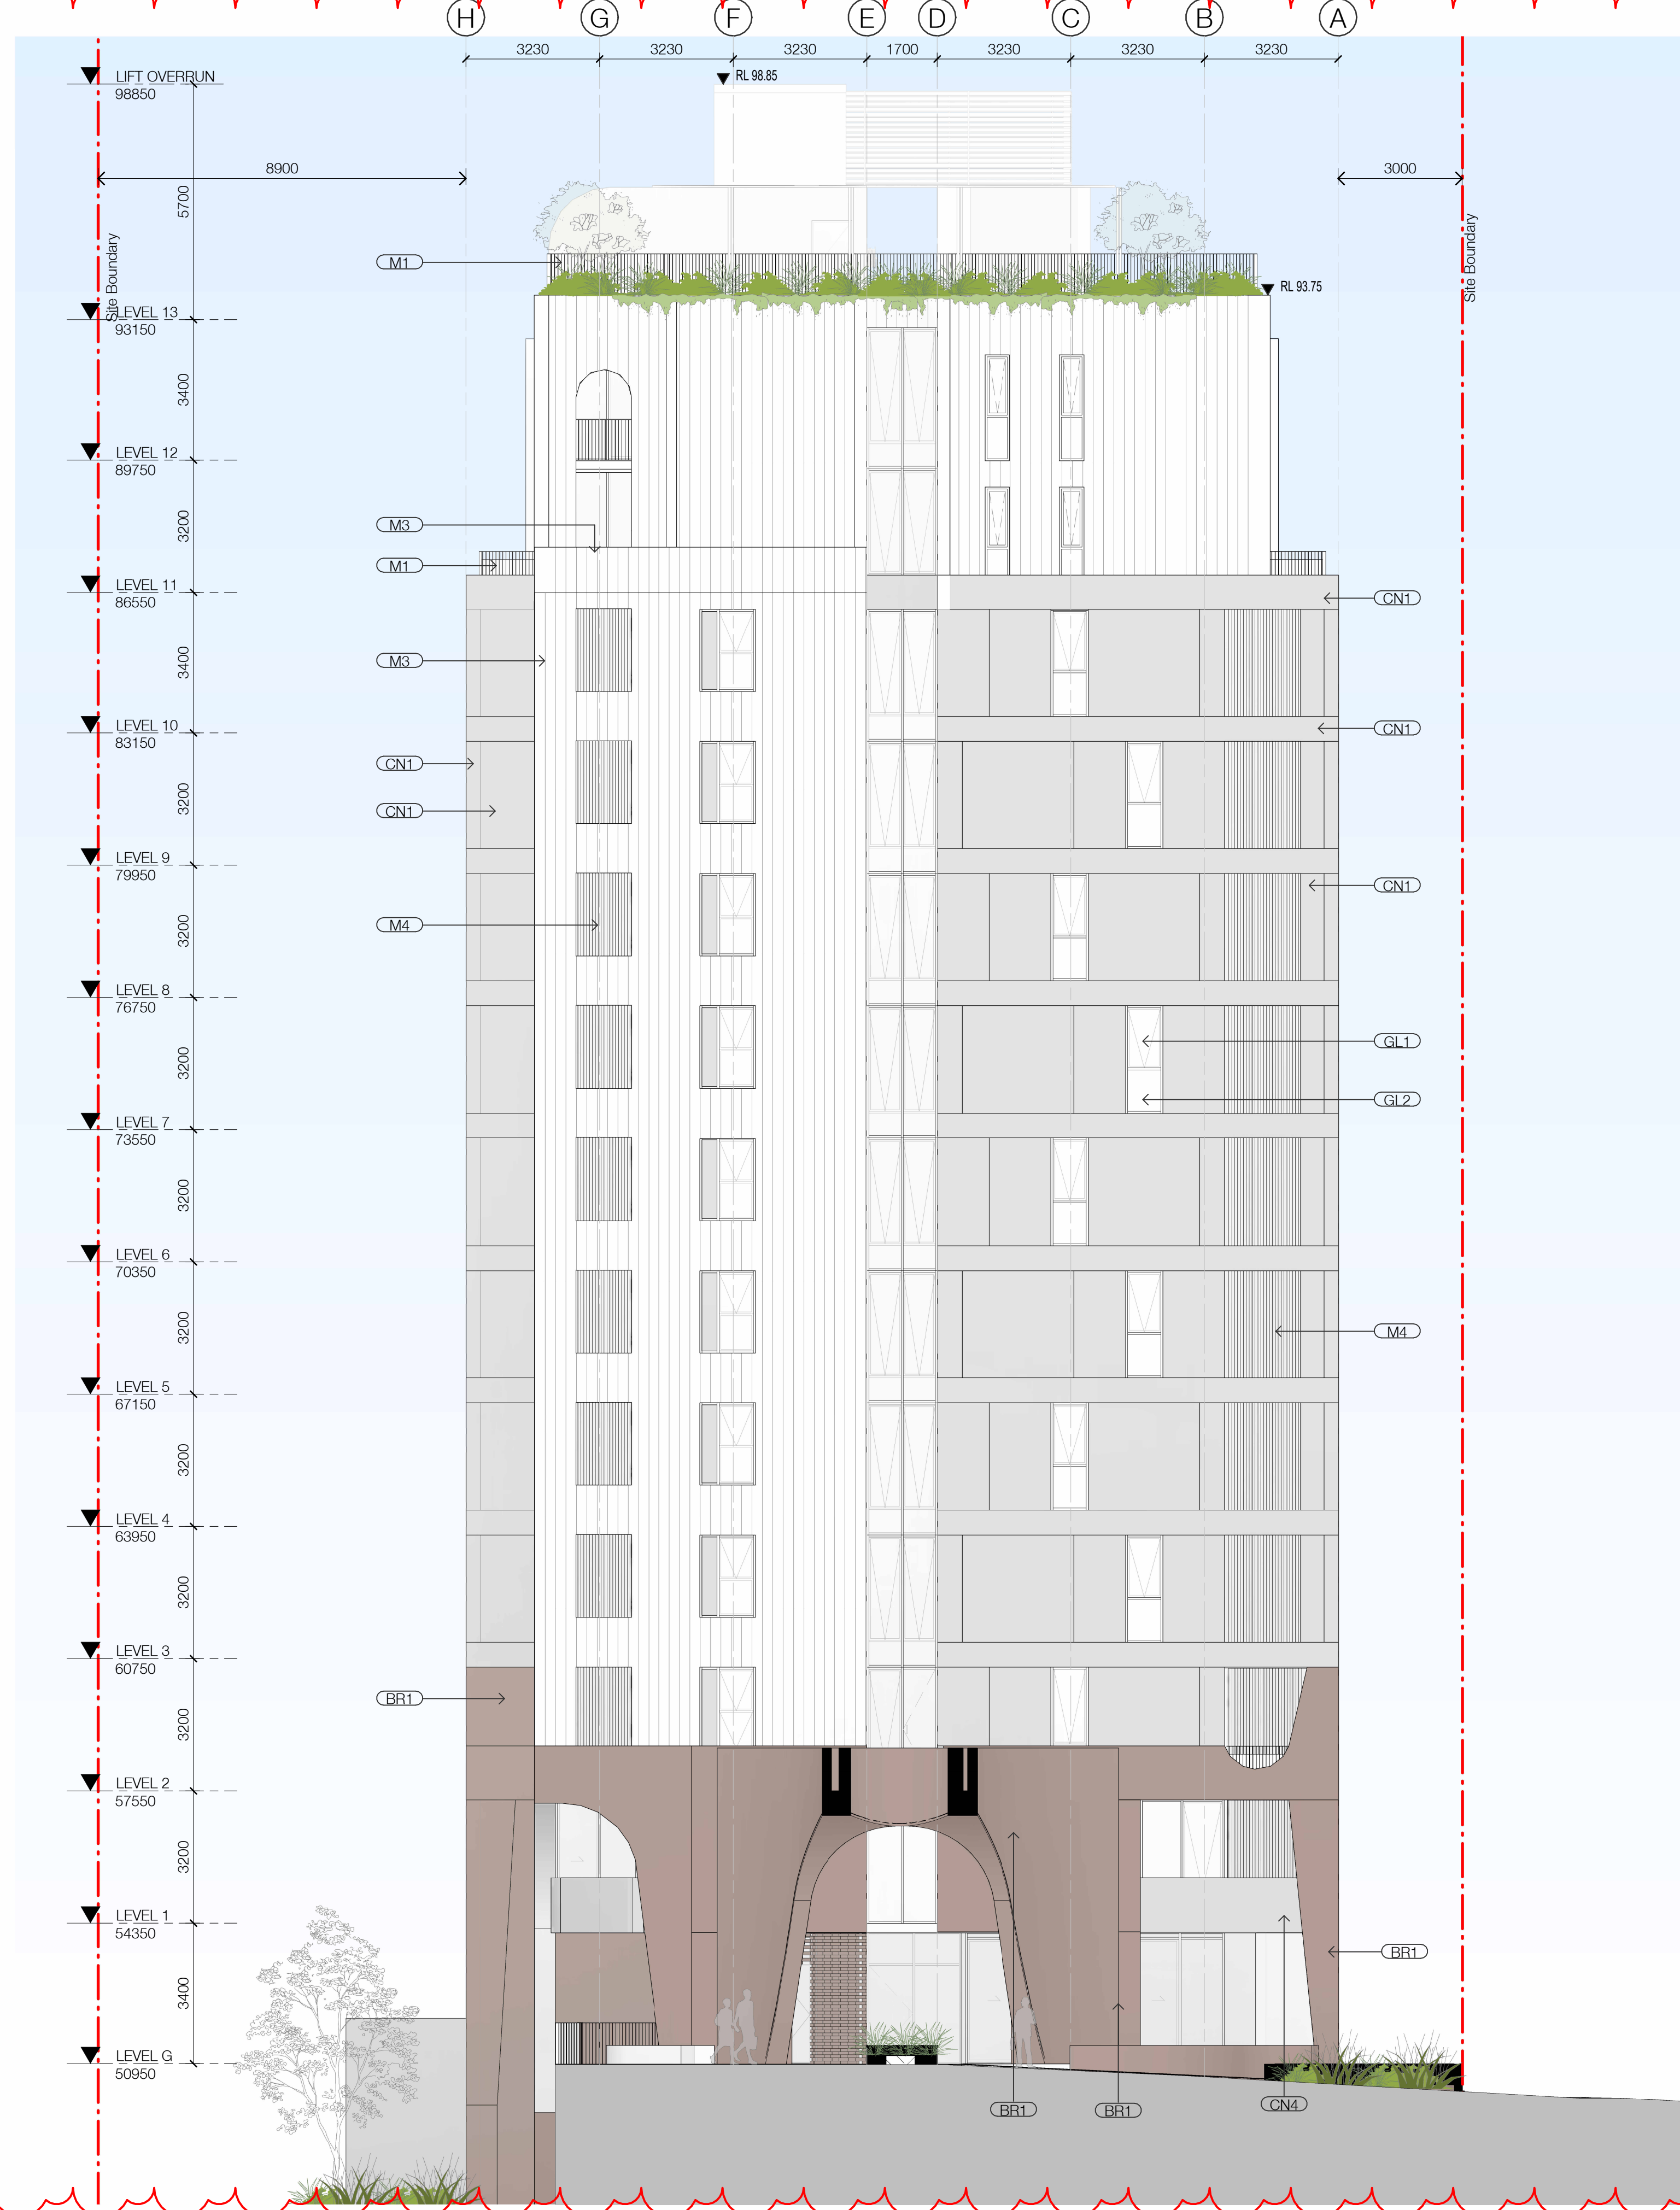 H G F E D C B A
3230 3230 3230 1700 3230 3230 3230
LIFT OVERRUN
98850
RL 98.85
8900
3000
5700
Site Boundary
Site Boundary
M1
RL 93.75
LEVEL 13
93150
3400
LEVEL 12
89750
3200
M3
M1
LEVEL 11
86550
CN1
3400
M3
LEVEL 10
83150
CN1
CN1
3200
CN1
LEVEL 9
79950
CN1
3200
M4
LEVEL 8
76750
3200
GL1
GL2
LEVEL 7
73550
3200
LEVEL 6
70350
3200
M4
LEVEL 5
67150
3200
LEVEL 4
63950
3200
LEVEL 3
60750
BR1
3200
LEVEL 2
57550
3200
LEVEL 1
54350
BR1
3400
LEVEL G
50950
BR1
BR1
CN4